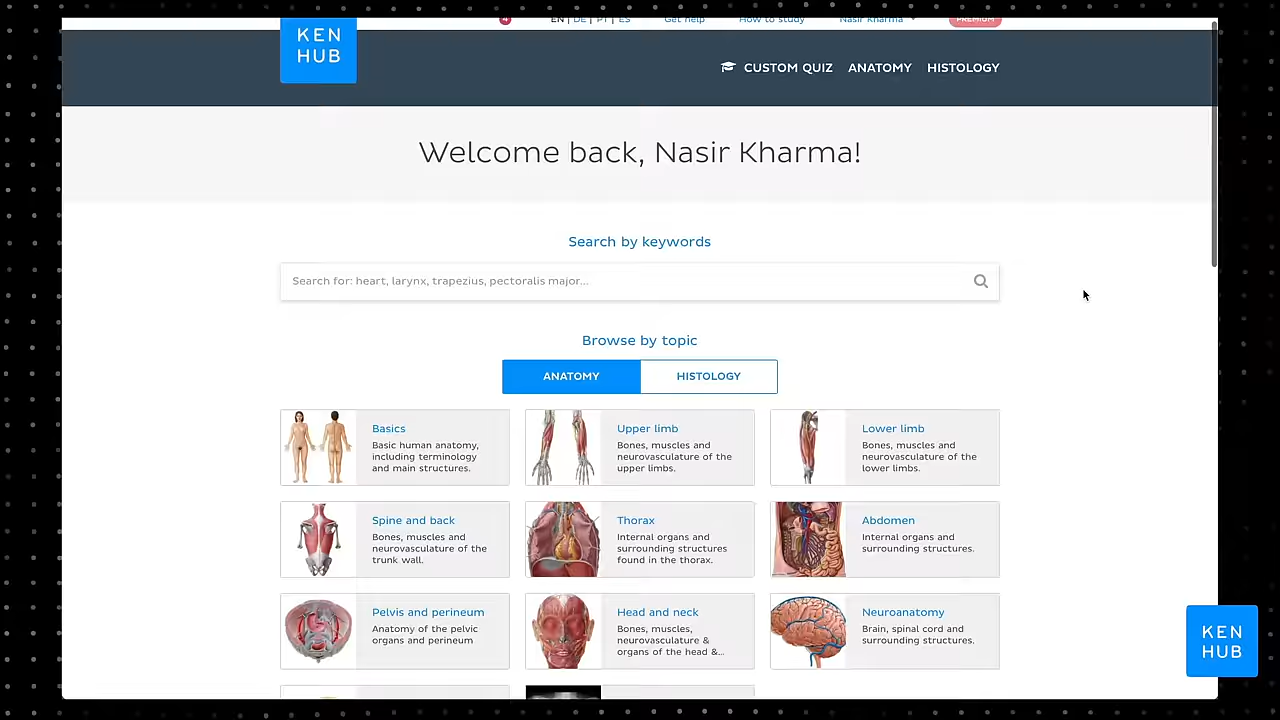 KEN
HUB
4
EN | DE | PT | ES
Get help
How to study
Nasir Kharma
PREMIUM
CUSTOM QUIZ
ANATOMY
HISTOLOGY
Welcome back, Nasir Kharma!
Search by keywords
Search for: heart, larynx, trapezius, pectoralis major...
Browse by topic
ANATOMY
HISTOLOGY
Basics
Basic human anatomy,
including terminology
and main structures.
Upper limb
Bones, muscles and
neurovasculature of the
upper limbs.
Lower limb
Bones, muscles and
neurovasculature of the
lower limbs.
Spine and back
Bones, muscles and
neurovasculature of the
trunk wall.
Thorax
Internal organs and
surrounding structures
found in the thorax.
Abdomen
Internal organs and
surrounding structures.
Pelvis and perineum
Anatomy of the pelvic
organs and perineum
Head and neck
Bones, muscles,
neurovasculature &
organs of the head &...
Neuroanatomy
Brain, spinal cord and
surrounding structures.
KEN
HUB